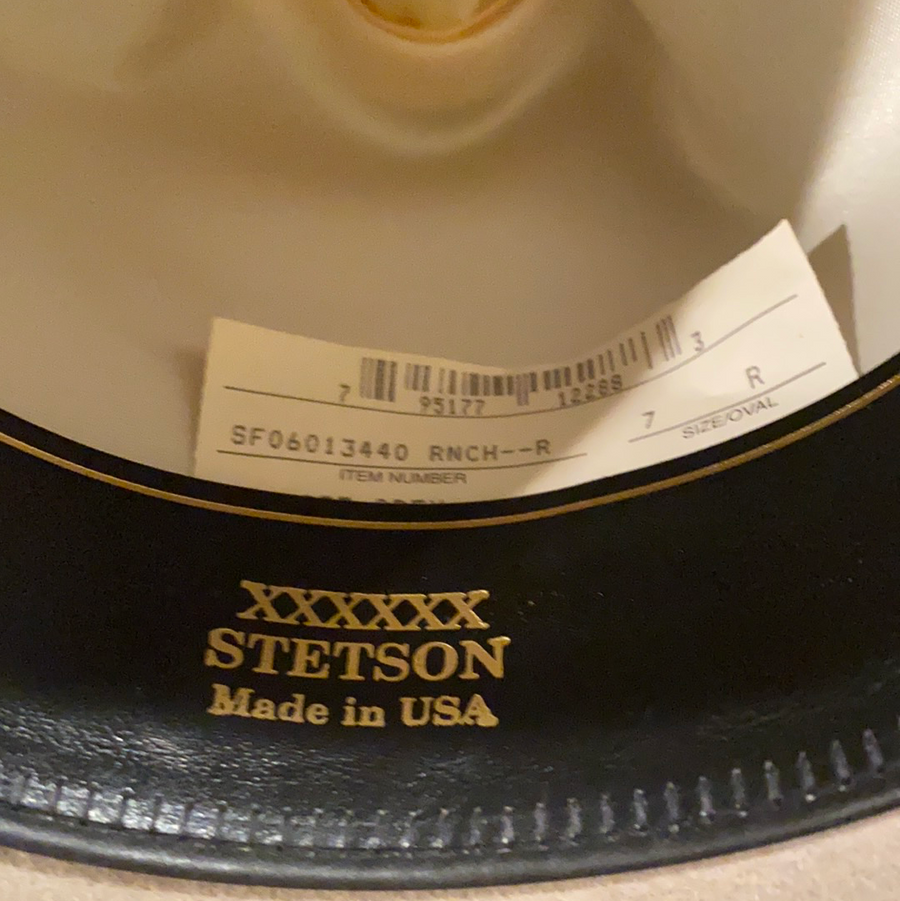 7 95177 12288 3
SF06013440 RNCH--R
ITEM NUMBER
7 R
SIZE/OVAL
XXXXXX
STETSON
Made in USA